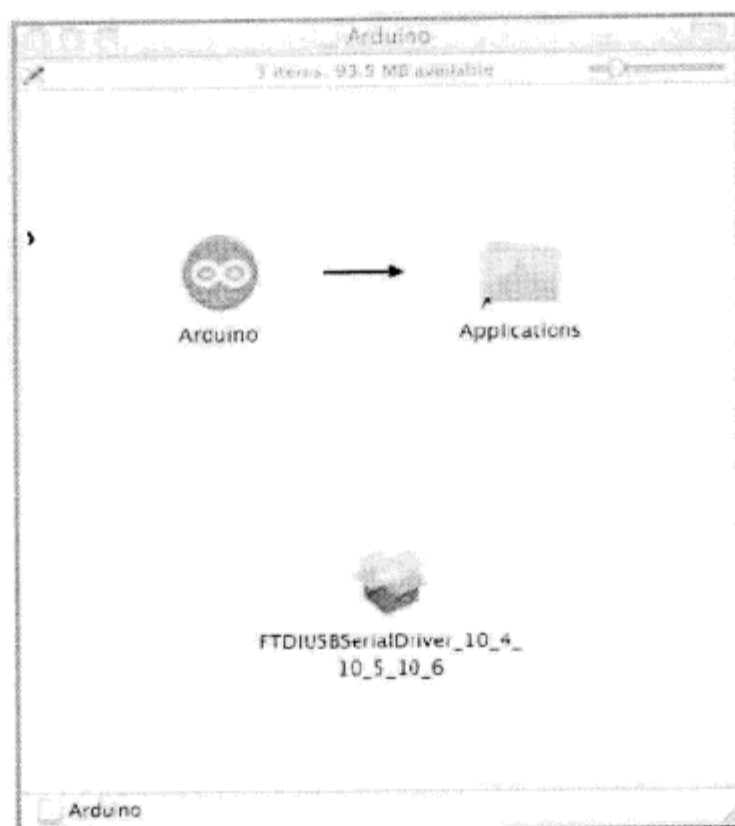 Arduino
3 items, 93.5 MB available
Arduino
Applications
FTDIUSBSerialDriver_10_4_
10_5_10_6
Arduino